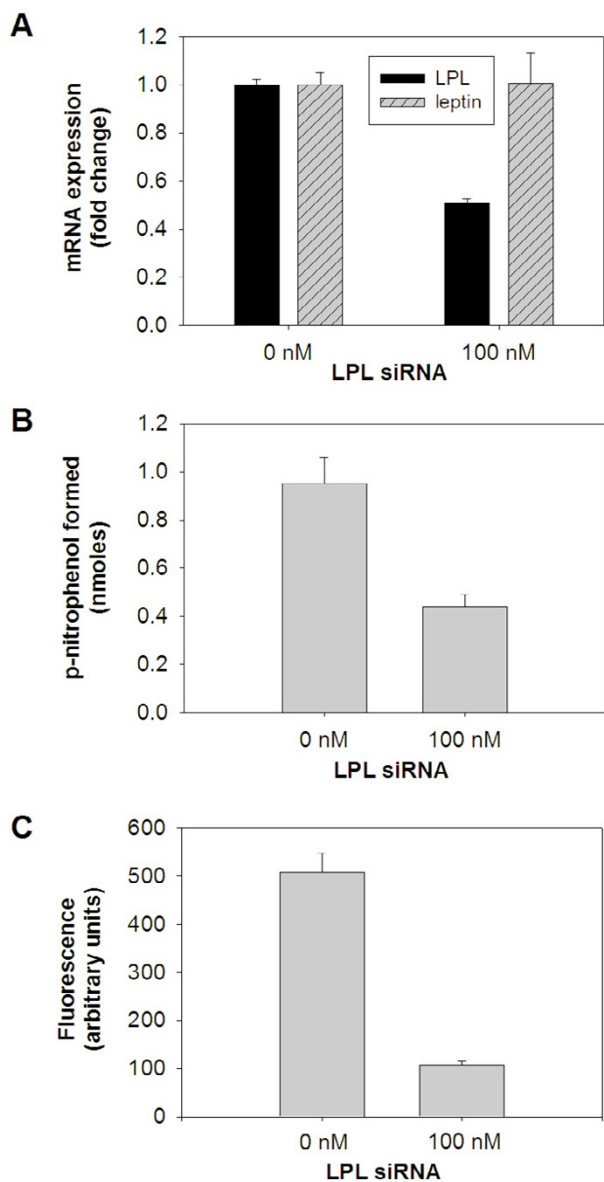 A
mRNA expression
(fold change)
1.2
1.0
0.8
0.6
0.4
0.2
0.0
LPL
leptin
0 nM
100 nM
LPL siRNA
B
p-nitrophenol formed
(nmoles)
1.2
1.0
0.8
0.6
0.4
0.2
0.0
0 nM
100 nM
LPL siRNA
C
Fluorescence
(arbitrary units)
600
500
400
300
200
100
0
0 nM
100 nM
LPL siRNA